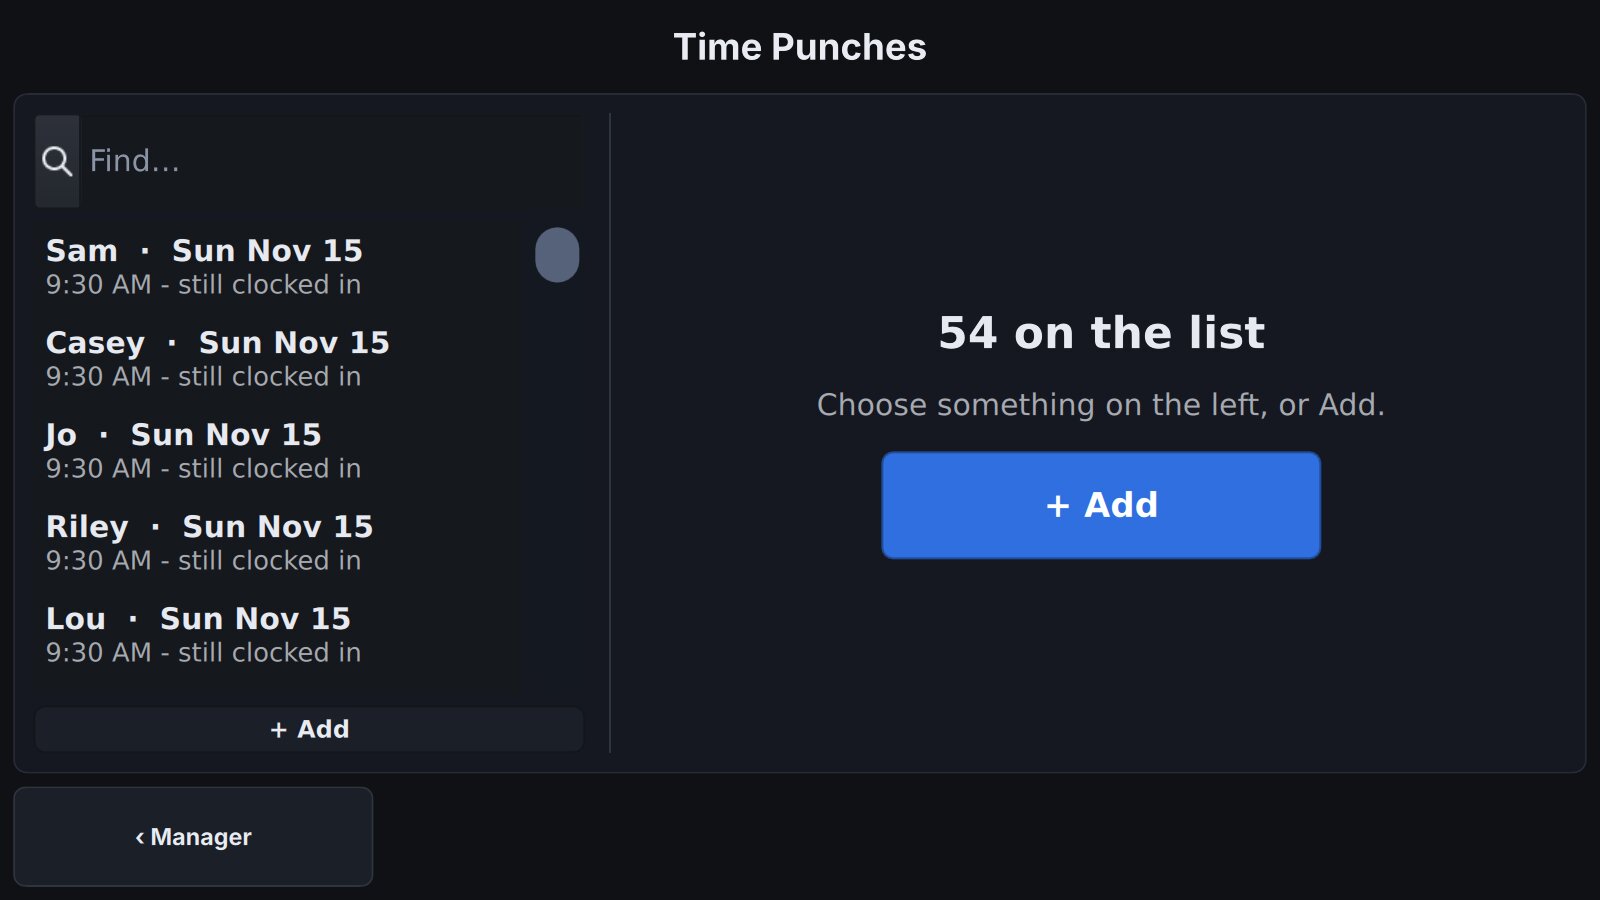 Time Punches
Find...
Sam · Sun Nov 15
9:30 AM - still clocked in
Casey · Sun Nov 15
9:30 AM - still clocked in
Jo · Sun Nov 15
9:30 AM - still clocked in
Riley · Sun Nov 15
9:30 AM - still clocked in
Lou · Sun Nov 15
9:30 AM - still clocked in
+ Add
54 on the list
Choose something on the left, or Add.
+ Add
‹ Manager